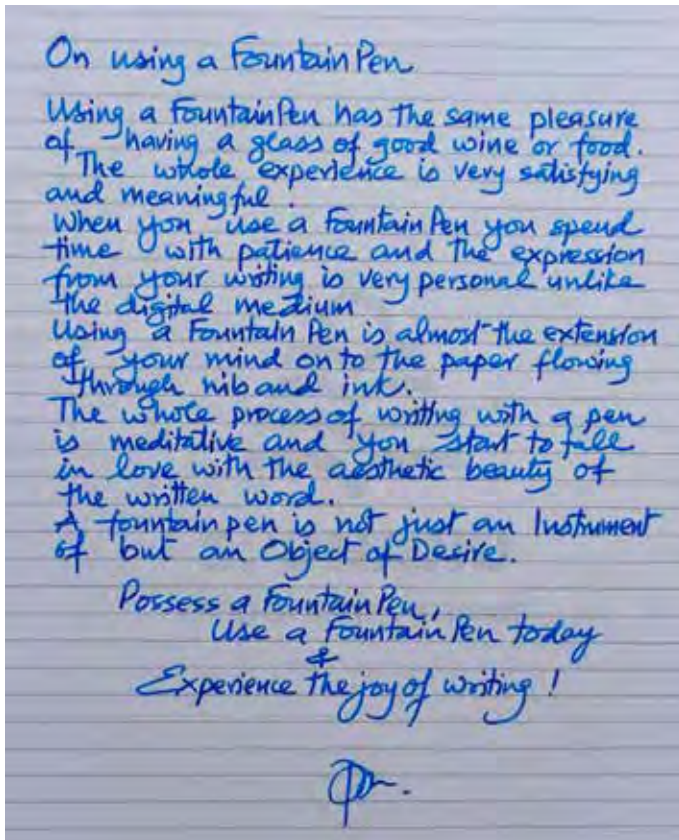 On using a Fountain Pen
Using a Fountain Pen has the same pleasure
of having a glass of good wine or food.
The whole experience is very satisfying
and meaningful.
When you use a Fountain Pen you spend
time with patience and the expression
from your writing is very personal unlike
the digital medium
Using a Fountain Pen is almost the extension
of your mind on to the paper flowing
through nib and ink.
The whole process of writing with a pen
is meditative and you start to fall
in love with the aesthetic beauty of
the written word.
A fountain pen is not just an Instrument
of but an Object of Desire.
Possess a Fountain Pen,
Use a Fountain Pen today
&
Experience the joy of writing!